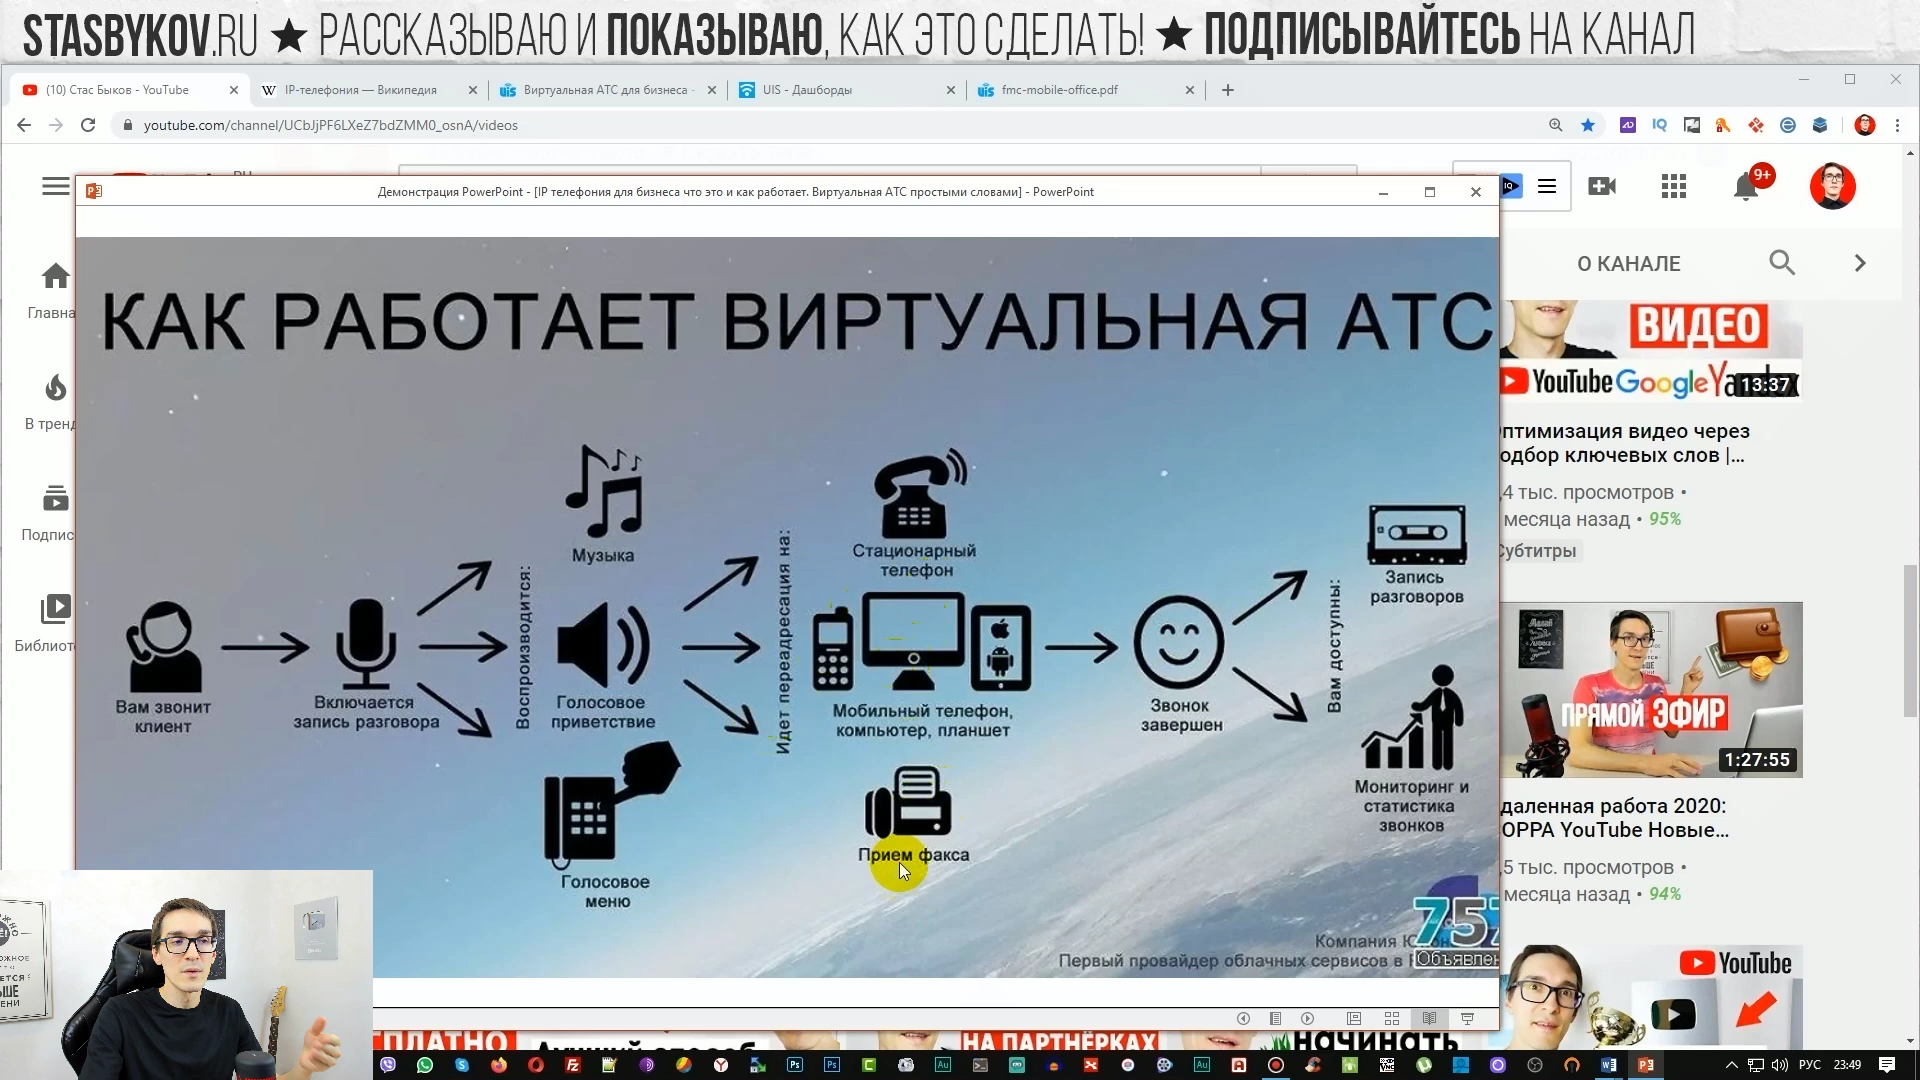 STASBYKOV.RU ★ РАССКАЗЫВАЮ И ПОКАЗЫВАЮ, КАК ЭТО СДЕЛАТЬ! ★ ПОДПИСЫВАЙТЕСЬ НА КАНАЛ
(10) Стас Быков - YouTube
IP-телефония — Википедия
Виртуальная АТС для бизнеса -
UIS - Дашборды
fmc-mobile-office.pdf
youtube.com/channel/UCbJjPF6LXeZ7bdZMM0_osnA/videos
Демонстрация PowerPoint - [IP телефония для бизнеса что это и как работает. Виртуальная АТС простыми словами] - PowerPoint
9+
О КАНАЛЕ
Главна
В тренд
Подпис
Библиот
КАК РАБОТАЕТ ВИРТУАЛЬНАЯ АТС
Вам звонит
клиент
Включается
запись разговора
Воспроизводится:
Музыка
Голосовое
приветствие
Голосовое
меню
Идет переадресация на:
Стационарный
телефон
Мобильный телефон,
компьютер, планшет
Прием факса
Звонок
завершен
Вам доступны:
Запись
разговоров
Мониторинг и
статистика
звонков
757
Компания Ю
Первый провайдер облачных сервисов в
Объявлен
ВИДЕО
YouTube Google Yandex
13:37
птимизация видео через
одбор ключевых слов |...
,4 тыс. просмотров •
месяца назад • 95%
Субтитры
ПРЯМОЙ ЭФИР
1:27:55
даленная работа 2020:
ОРРА YouTube Новые...
,5 тыс. просмотров •
месяца назад • 94%
YouTube
НА ПАРТНЁРКАХ
начинать
РУС
23:49